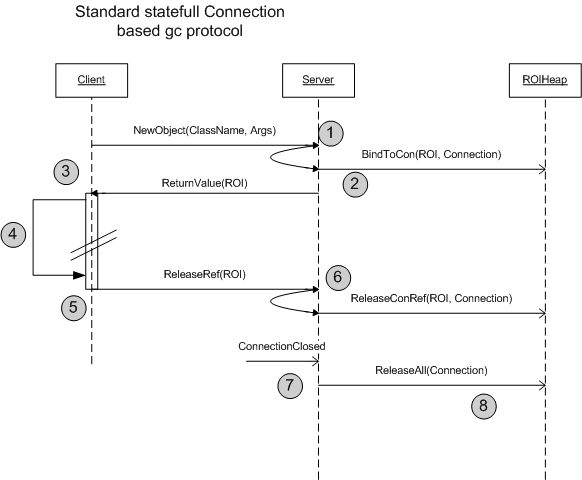 Standard statefull Connection
based gc protocol
Client
Server
ROIHeap
NewObject(ClassName, Args)
1
BindToCon(ROI, Connection)
2
3
ReturnValue(ROI)
4
ReleaseRef(ROI)
6
5
ReleaseConRef(ROI, Connection)
ConnectionClosed
7
ReleaseAll(Connection)
8